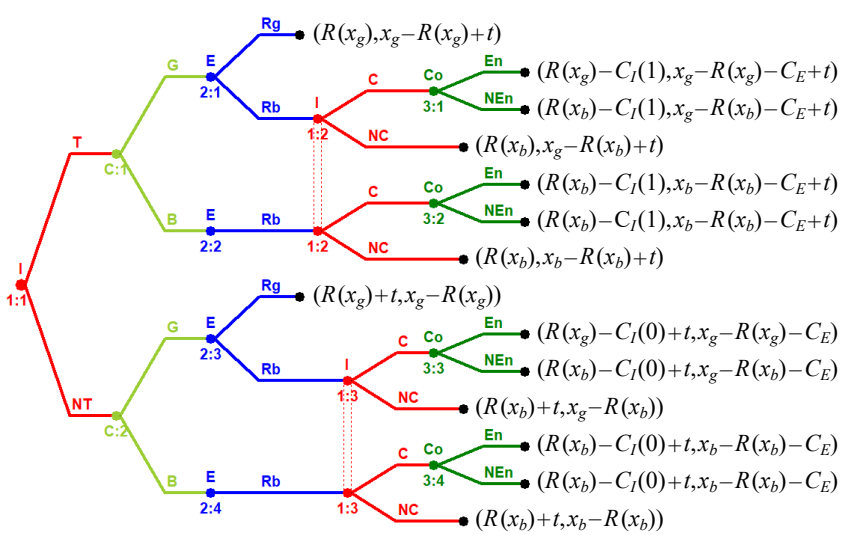 Rg (R(x_g),x_g−R(x_g)+t)
G E C Co En (R(x_g)−C_I(1),x_g−R(x_g)−C_E+t)
2:1 Rb I 3:1 NEn (R(x_g)−C_I(1),x_g−R(x_b)−C_E+t)
1:2 NC (R(x_b),x_g−R(x_b)+t)
T C:1
C Co En (R(x_b)−C_I(1),x_b−R(x_b)−C_E+t)
B E Rb 3:2 NEn (R(x_b)−C_I(1),x_b−R(x_b)−C_E+t)
2:2 1:2 NC (R(x_b),x_b−R(x_b)+t)
I
1:1
Rg (R(x_g)+t,x_g−R(x_g))
G E C Co En (R(x_g)−C_I(0)+t,x_g−R(x_g)−C_E)
2:3 Rb I 3:3 NEn (R(x_b)−C_I(0)+t,x_g−R(x_b)−C_E)
NT 1:3 NC (R(x_b)+t,x_g−R(x_b))
C:2
C Co En (R(x_b)−C_I(0)+t,x_b−R(x_b)−C_E)
B E Rb 3:4 NEn (R(x_b)−C_I(0)+t,x_b−R(x_b)−C_E)
2:4 1:3 NC (R(x_b)+t,x_b−R(x_b))